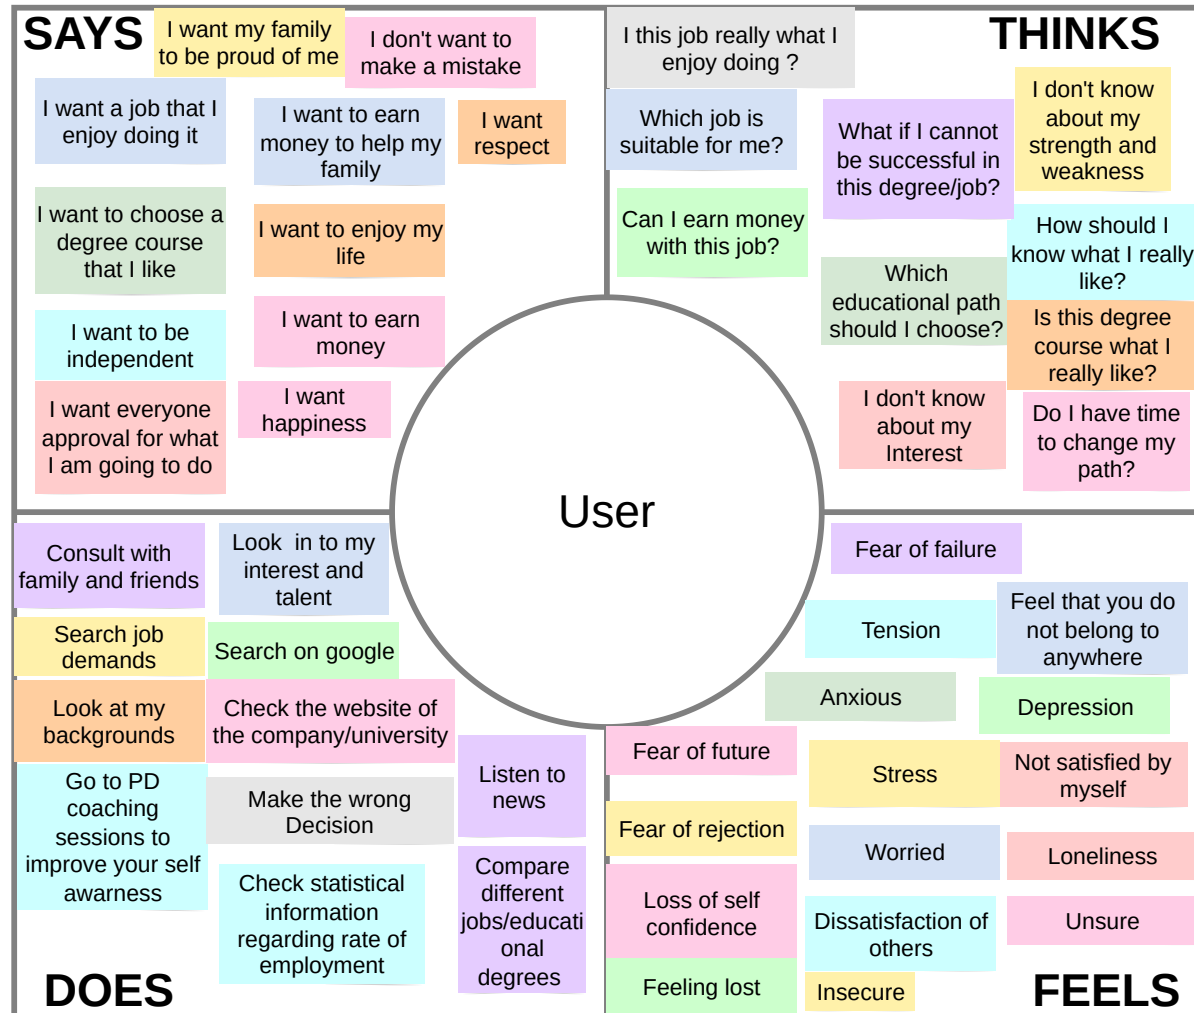 SAYS
I want my family
to be proud of me
I don't want to
make a mistake
I want a job that I
enjoy doing it
I want to earn
money to help my
family
I want
respect
I want to choose a
degree course
that I like
I want to enjoy my
life
I want to be
independent
I want to earn
money
I want everyone
approval for what
I am going to do
I want
happiness
THINKS
I this job really what I
enjoy doing ?
Which job is
suitable for me?
What if I cannot
be successful in
this degree/job?
I don't know
about my
strength and
weakness
Can I earn money
with this job?
How should I
know what I really
like?
Which
educational path
should I choose?
Is this degree
course what I
really like?
I don't know
about my
Interest
Do I have time
to change my
path?
User
Consult with
family and friends
Look in to my
interest and
talent
Search job
demands
Search on google
Look at my
backgrounds
Check the website of
the company/university
Go to PD
coaching
sessions to
improve your self
awarness
Make the wrong
Decision
Listen to
news
Check statistical
information
regarding rate of
employment
Compare
different
jobs/educati
onal
degrees
DOES
Fear of failure
Tension
Feel that you do
not belong to
anywhere
Anxious
Depression
Fear of future
Stress
Not satisfied by
myself
Fear of rejection
Worried
Loneliness
Loss of self
confidence
Dissatisfaction of
others
Unsure
Feeling lost
Insecure
FEELS